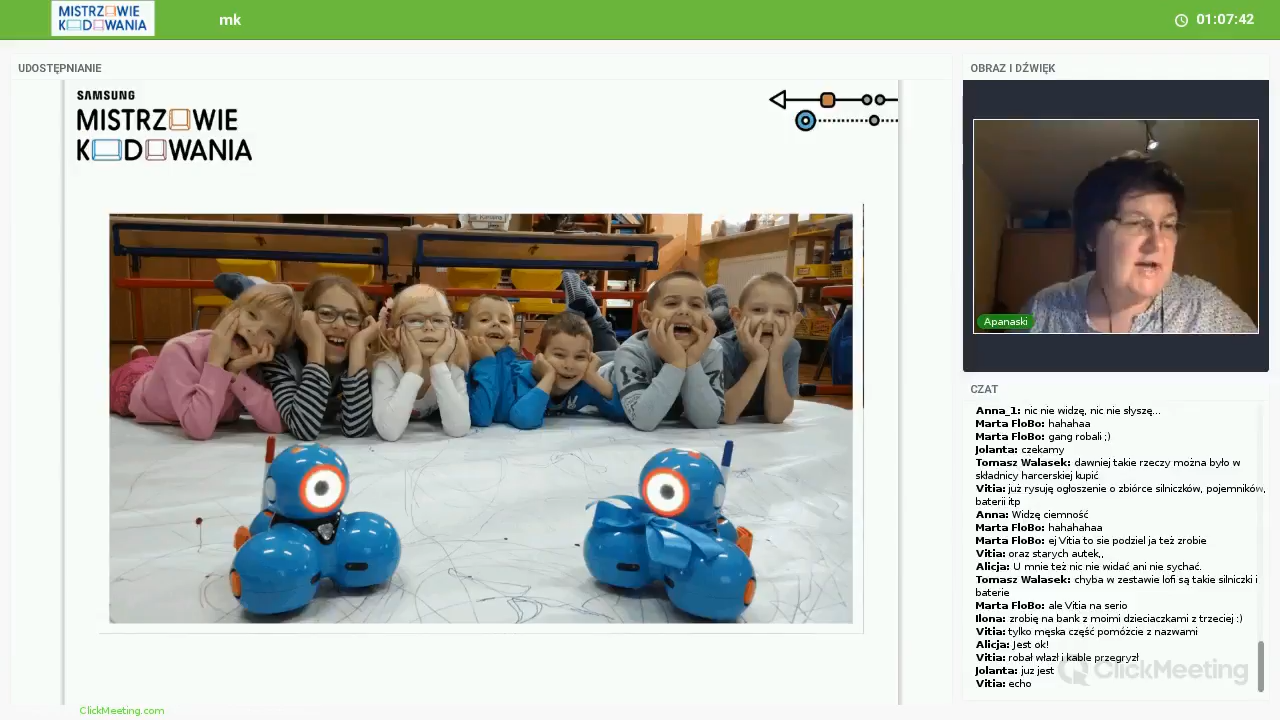 MISTRZOWIE
KODOWANIA
mk
01:07:42
UDOSTĘPNIANIE
SAMSUNG
MISTRZOWIE
KODOWANIA
ClickMeeting.com
OBRAZ I DŹWIĘK
Apanaski
CZAT
Anna_1: nic nie widzę, nic nie słyszę...
Marta FloBo: hahahaa
Marta FloBo: gang robali ;)
Jolanta: czekamy
Tomasz Walasek: dawniej takie rzeczy można było w
składnicy harcerskiej kupić
Vitia: już rysuję ogłoszenie o zbiórce silniczków, pojemników,
baterii itp
Anna: Widzę ciemność
Marta FloBo: hahahahaa
Marta FloBo: ej Vitia to sie podziel ja też zrobie
Vitia: oraz starych autek,,
Alicja: U mnie też nic nie widać ani nie sychać.
Tomasz Walasek: chyba w zestawie lofi są takie silniczki i
baterie
Marta FloBo: ale Vitia na serio
Ilona: zrobię na bank z moimi dzieciaczkami z trzeciej :)
Vitia: tylko męska część pomóżcie z nazwami
Alicja: Jest ok!
Vitia: robał właził i kable przegryzł
Jolanta: juz jest
Vitia: echo
ClickMeeting